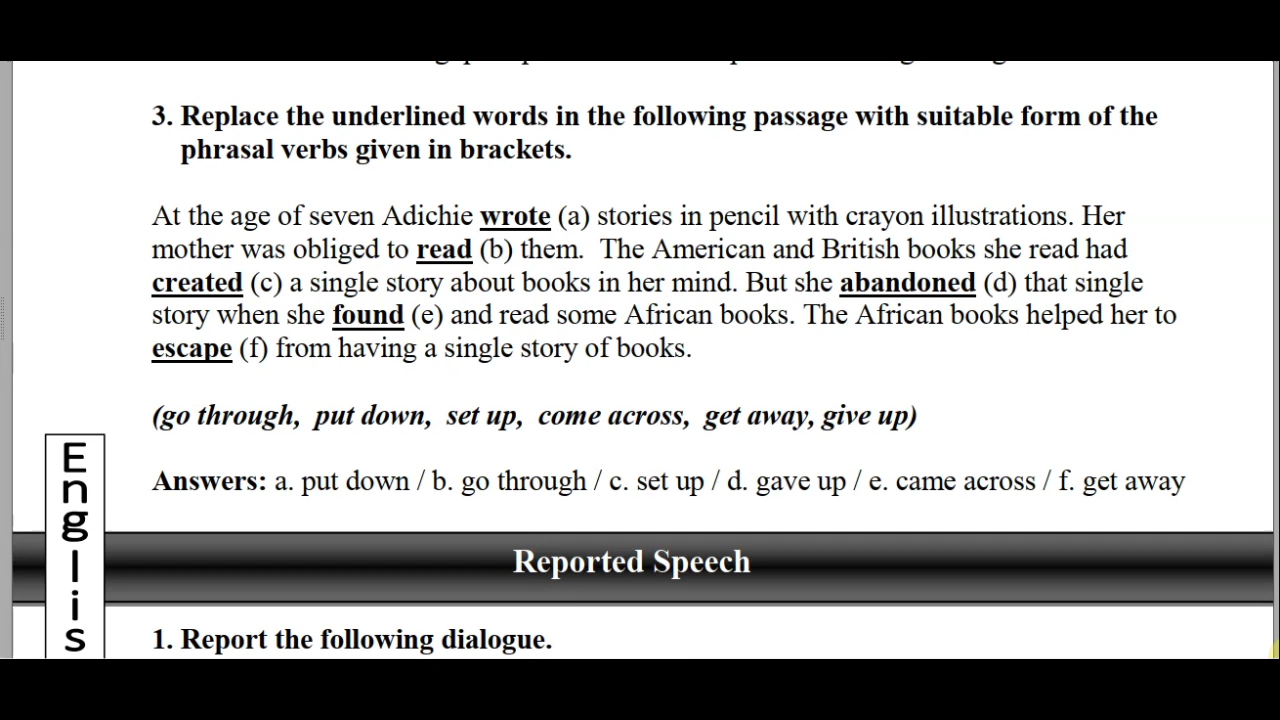 3. Replace the underlined words in the following passage with suitable form of the
phrasal verbs given in brackets.
At the age of seven Adichie wrote (a) stories in pencil with crayon illustrations. Her
mother was obliged to read (b) them. The American and British books she read had
created (c) a single story about books in her mind. But she abandoned (d) that single
story when she found (e) and read some African books. The African books helped her to
escape (f) from having a single story of books.
(go through, put down, set up, come across, get away, give up)
Answers: a. put down / b. go through / c. set up / d. gave up / e. came across / f. get away
Reported Speech
1. Report the following dialogue.
E
n
g
l
i
s